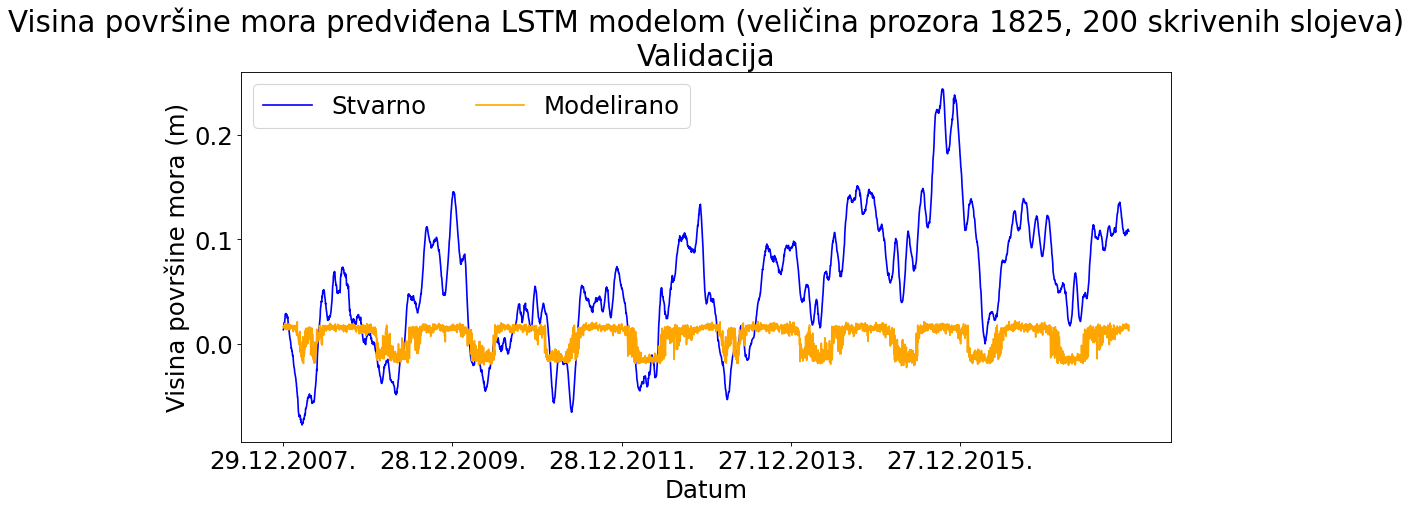 Visina površine mora predviđena LSTM modelom (veličina prozora 1825, 200 skrivenih slojeva)
Validacija
Stvarno
Modelirano
Visina površine mora (m)
0.2
0.1
0.0
29.12.2007.
28.12.2009.
28.12.2011.
27.12.2013.
27.12.2015.
Datum